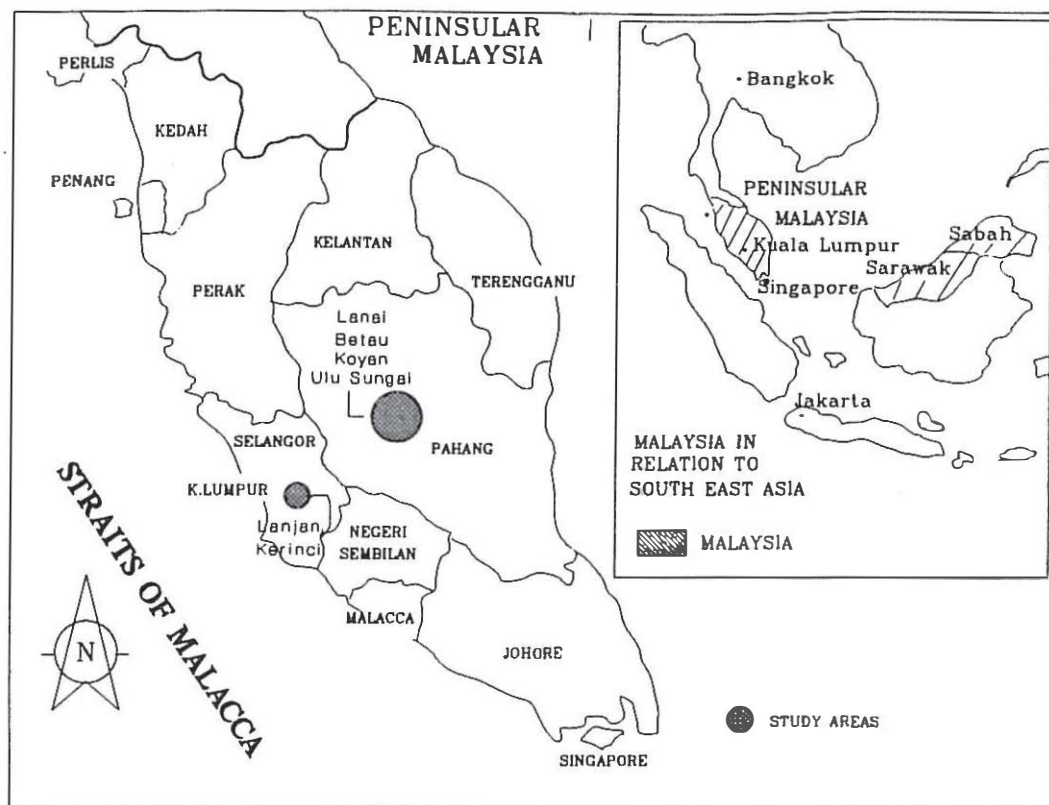 PENINSULAR
MALAYSIA
PERLIS
KEDAH
PENANG
KELANTAN
PERAK
TERENGGANU
Lanai
Betau
Koyan
Ulu Sungai
SELANGOR
PAHANG
K.LUMPUR
Lanjan
Kerinci
NEGERI
SEMBILAN
MALACCA
JOHORE
SINGAPORE
STRAITS OF MALACCA
N
STUDY AREAS
Bangkok
PENINSULAR
MALAYSIA
Kuala Lumpur
Sabah
Sarawak
Singapore
Jakarta
MALAYSIA IN
RELATION TO
SOUTH EAST ASIA
MALAYSIA